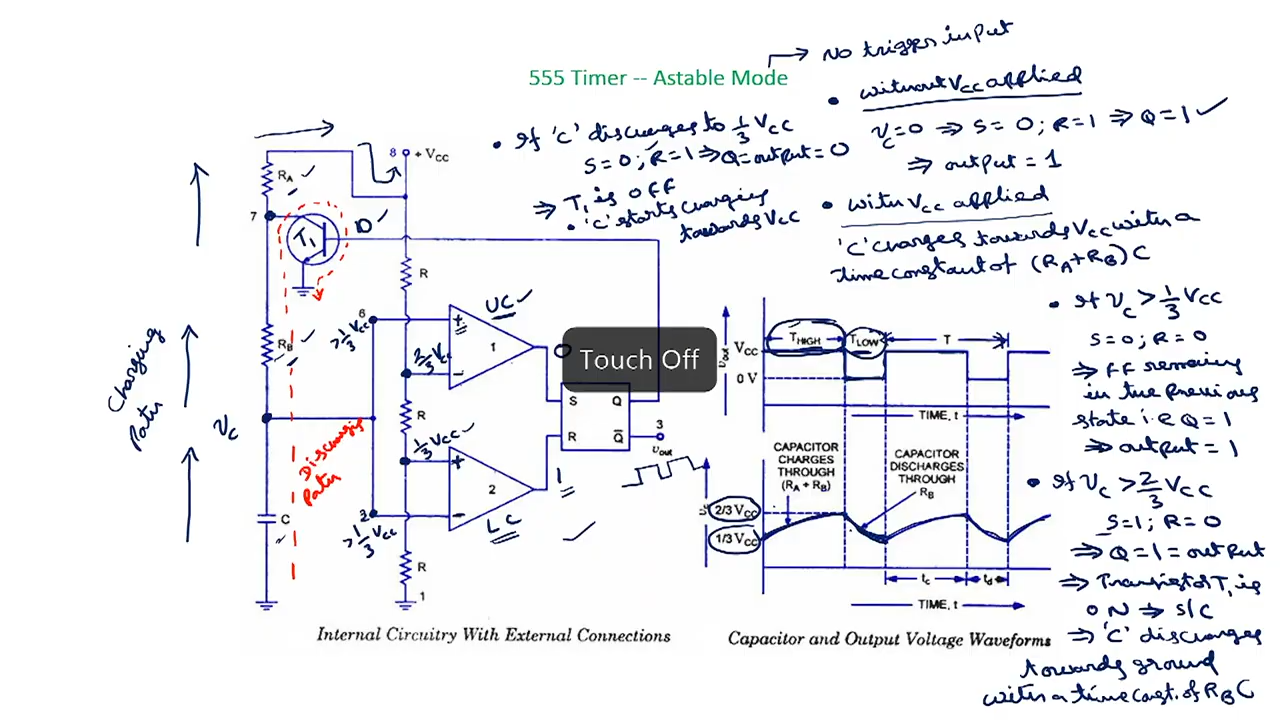 555 Timer -- Astable Mode
→ No trigger input
• without VCC applied
VC=0 ⇒ S=0; R=1 ⇒ Q̅=1 ✓
⇒ output = 1
• with VCC applied
'C' charges towards VCC with a
time constant of (RA+RB)C
• If VC > 1/3 VCC
S=0; R=0
⇒ FF remains
in the previous
state i.e Q̅=1
⇒ output = 1
• If VC > 2/3 VCC
S=1; R=0
⇒ Q=1=output
⇒ Transistor T1 is
ON ⇒ S/C
⇒ 'C' discharges
towards ground
with a time const. of RBC
• If 'C' discharges to 1/3 VCC
S=0; R=1 ⇒ Q=output=0
⇒ T1 is off
• 'C' starts charging
towards VCC
8
+ VCC
RA
7
T1
10
R
UC
6
>1/3 VCC
+
1
2/3 VCC
−
RB
Charging
Path
VC
Discharging
Path
R
1/3 VCC
+
2
−
2
>1/3 VCC
LC
C
R
1
0
Touch Off
S Q
R Q̅
3
vout
1
Internal Circuitry With External Connections
vout
VCC
0 V
THIGH
TLOW
T
TIME, t
CAPACITOR
CHARGES
THROUGH
(RA + RB)
CAPACITOR
DISCHARGES
THROUGH
RB
2/3 VCC
1/3 VCC
tc
td
TIME, t
Capacitor and Output Voltage Waveforms